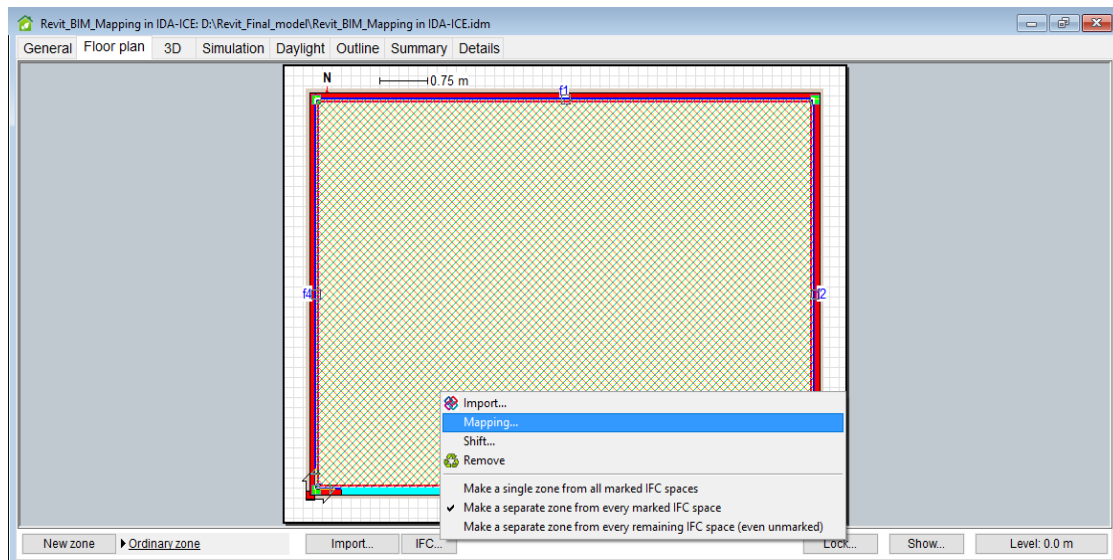 Revit_BIM_Mapping in IDA-ICE: D:\Revit_Final_model\Revit_BIM_Mapping in IDA-ICE.idm
General Floor plan 3D Simulation Daylight Outline Summary Details
N 0.75 m
f1
f4 f2
Import...
Mapping...
Shift...
Remove
Make a single zone from all marked IFC spaces
Make a separate zone from every marked IFC space
Make a separate zone from every remaining IFC space (even unmarked)
New zone Ordinary zone Import... IFC... Lock... Show... Level: 0.0 m